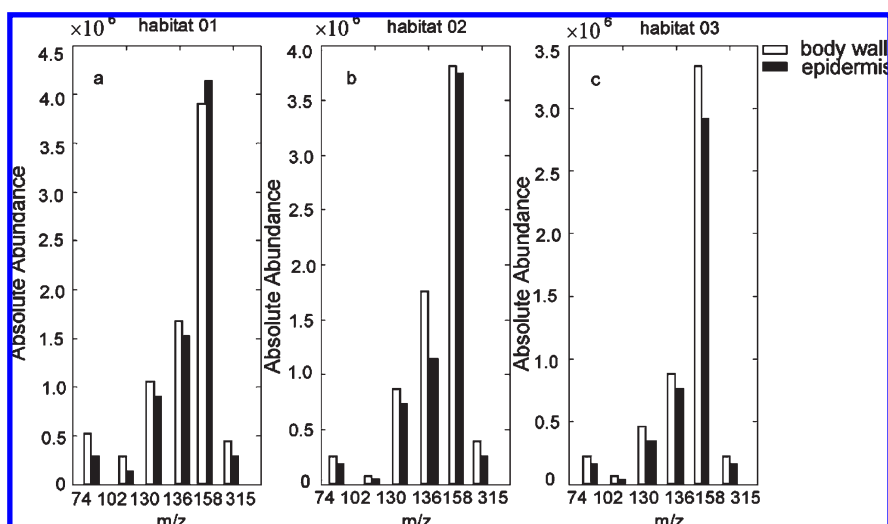 ×10⁶ habitat 01
4.5
4.0
3.5
3.0
2.5
2.0
1.5
1.0
0.5
0
a
Absolute Abundance
74 102 130 136 158 315
m/z
×10⁶ habitat 02
4.0
3.5
3.0
2.5
2.0
1.5
1.0
0.5
0
b
Absolute Abundance
74 102 130 136 158 315
m/z
×10⁶ habitat 03
3.5
3.0
2.5
2.0
1.5
1.0
0.5
0
c
Absolute Abundance
74 102 130 136 158 315
m/z
body wall
epidermis